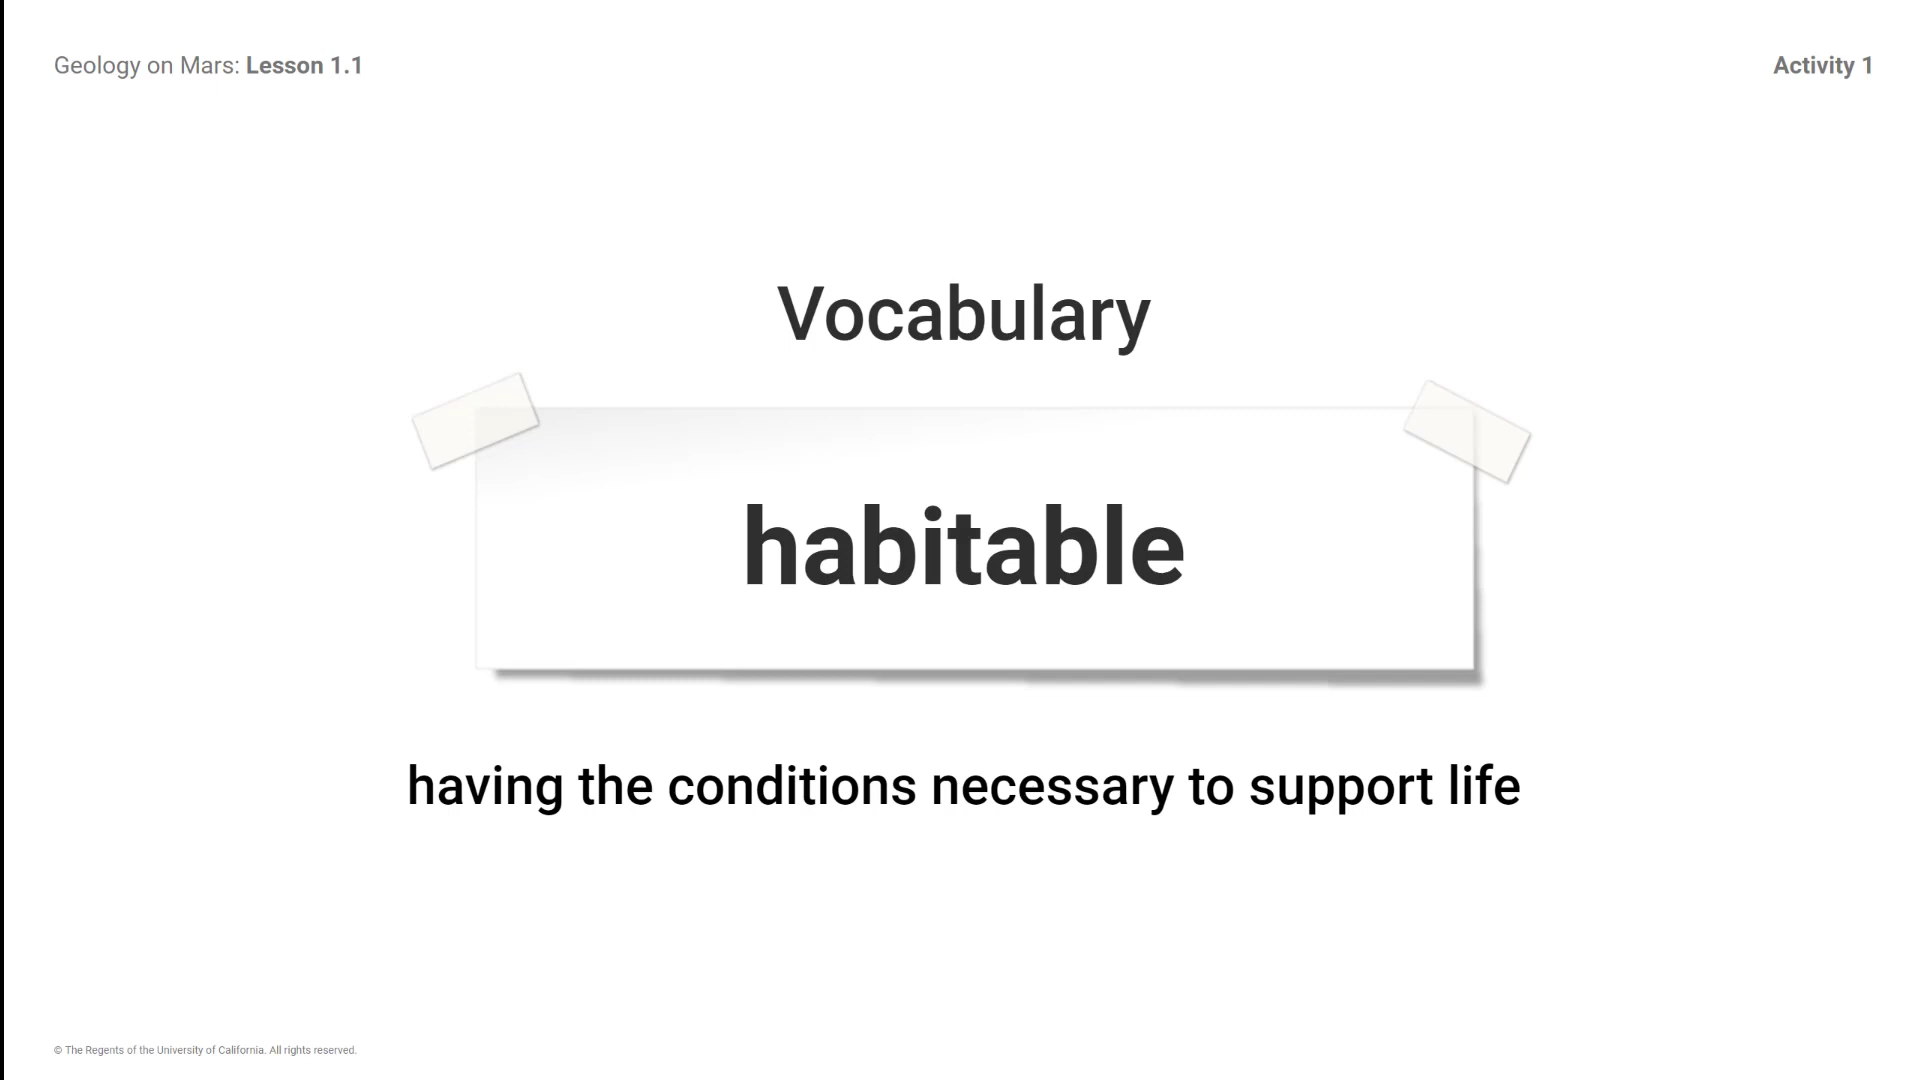 Geology on Mars: Lesson 1.1
Activity 1
Vocabulary
habitable
having the conditions necessary to support life
© The Regents of the University of California. All rights reserved.